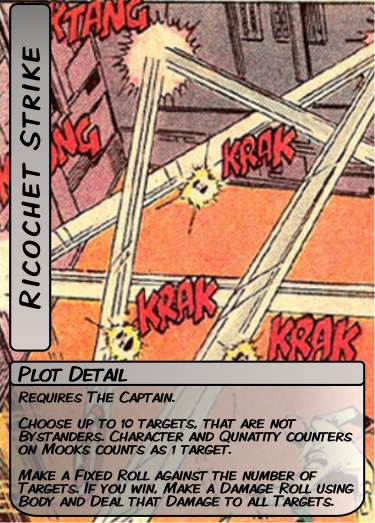 KTANG
Ricochet Strike
KTANG
KRAK
KRAK
KRAK
Plot Detail
Requires The Captain.
Choose up to 10 targets, that are not
Bystanders. Character and Qunatity counters
on Mooks counts as 1 target.
Make a Fixed Roll against the number of
Targets. If you win, Make a Damage Roll using
Body and Deal that Damage to all Targets.